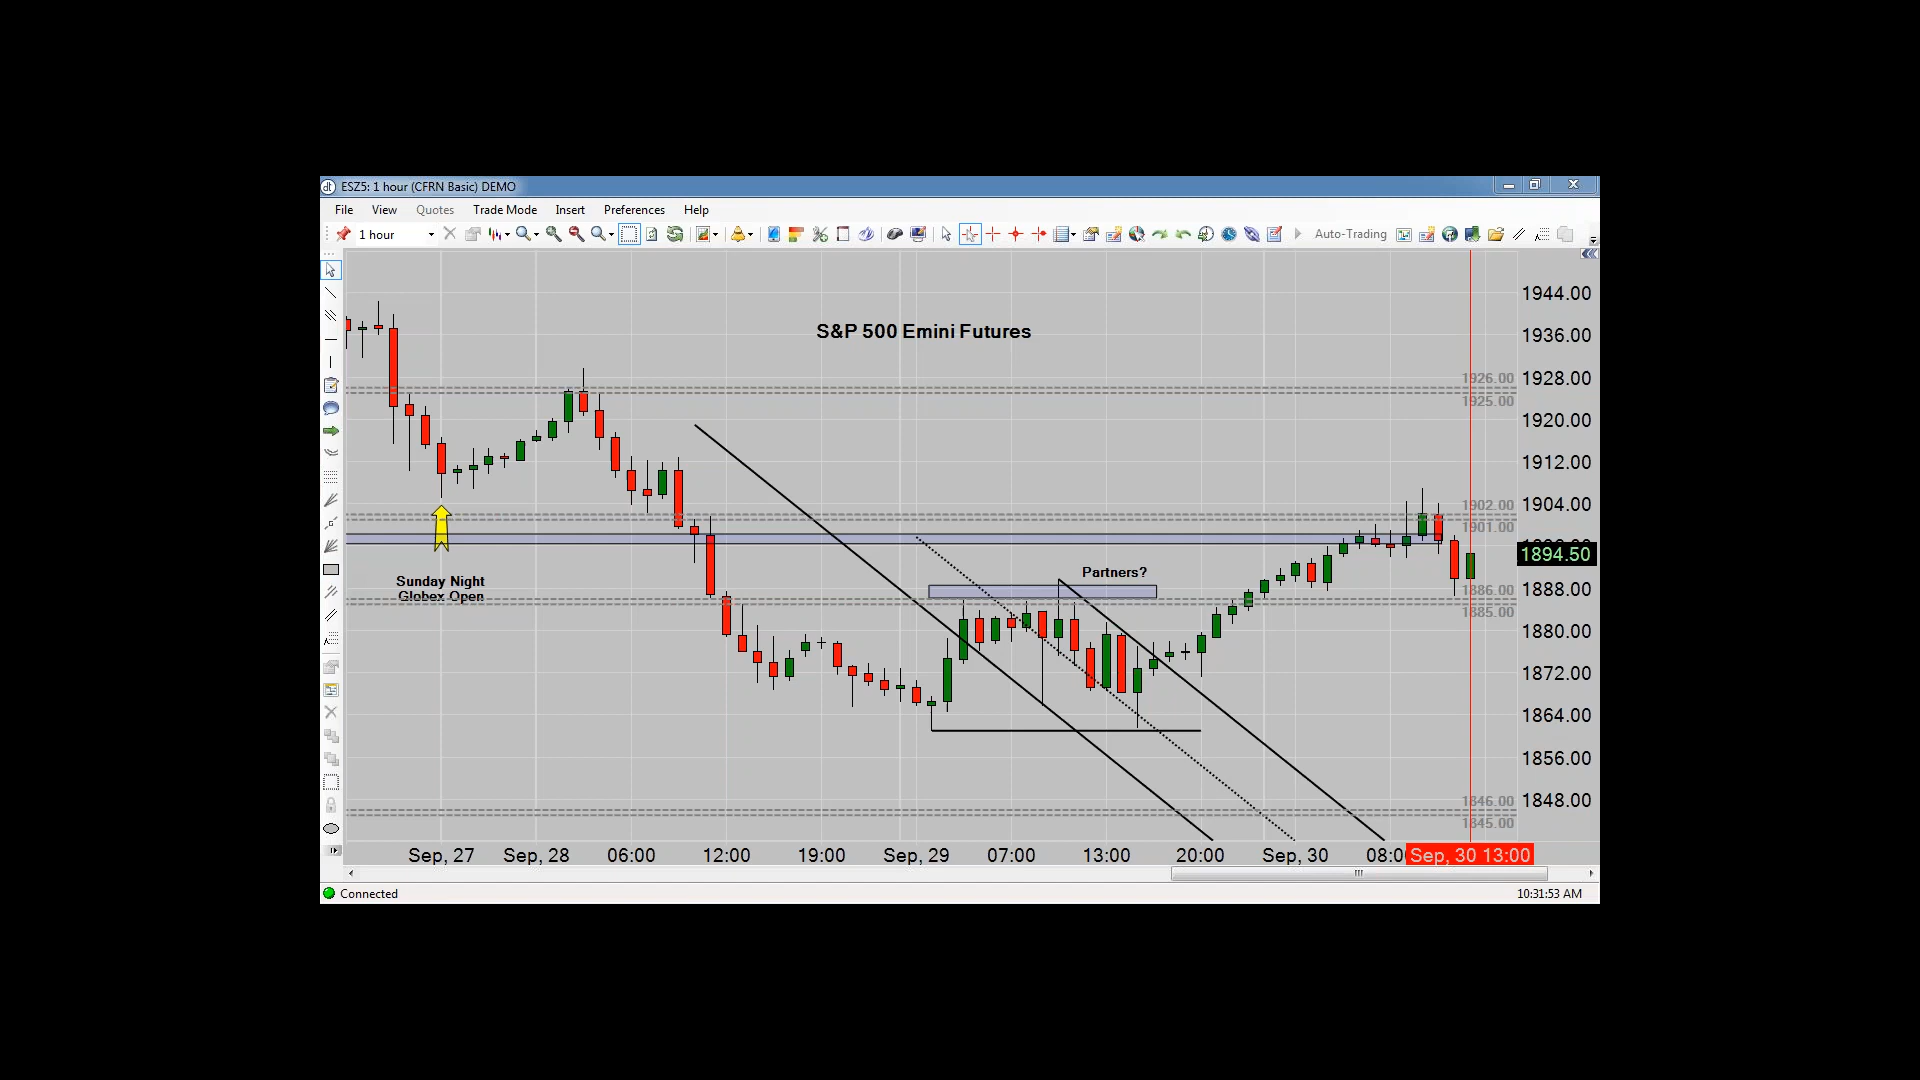 ESZ5: 1 hour (CFRN Basic) DEMO
File View Quotes Trade Mode Insert Preferences Help
1 hour Auto-Trading
S&P 500 Emini Futures
1944.00
1936.00
1926.00
1928.00
1925.00
1920.00
1912.00
1902.00
1904.00
1901.00
1894.50
Partners?
Sunday Night
Globex Open
1886.00
1888.00
1885.00
1880.00
1872.00
1864.00
1856.00
1846.00
1848.00
1845.00
Sep, 27 Sep, 28 06:00 12:00 19:00 Sep, 29 07:00 13:00 20:00 Sep, 30 Sep, 30 13:00
Connected 10:31:53 AM